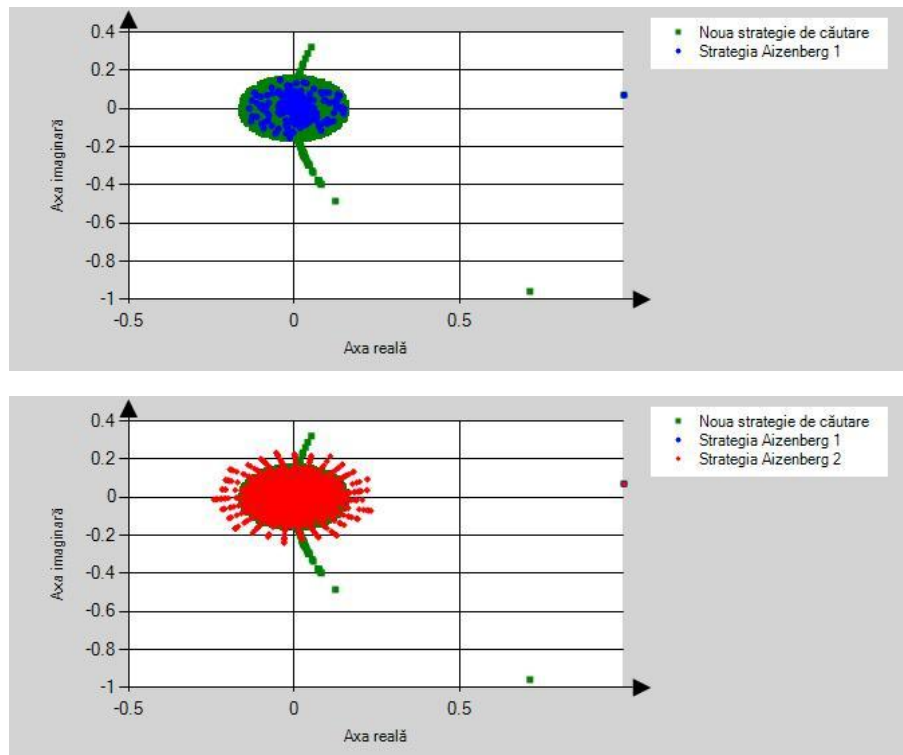 0.4
0.2
0
-0.2
-0.4
-0.6
-0.8
-1
-0.5 0 0.5
Axa imaginară
Axa reală
Noua strategie de căutare
Strategia Aizenberg 1
0.4
0.2
0
-0.2
-0.4
-0.6
-0.8
-1
-0.5 0 0.5
Axa imaginară
Axa reală
Noua strategie de căutare
Strategia Aizenberg 1
Strategia Aizenberg 2